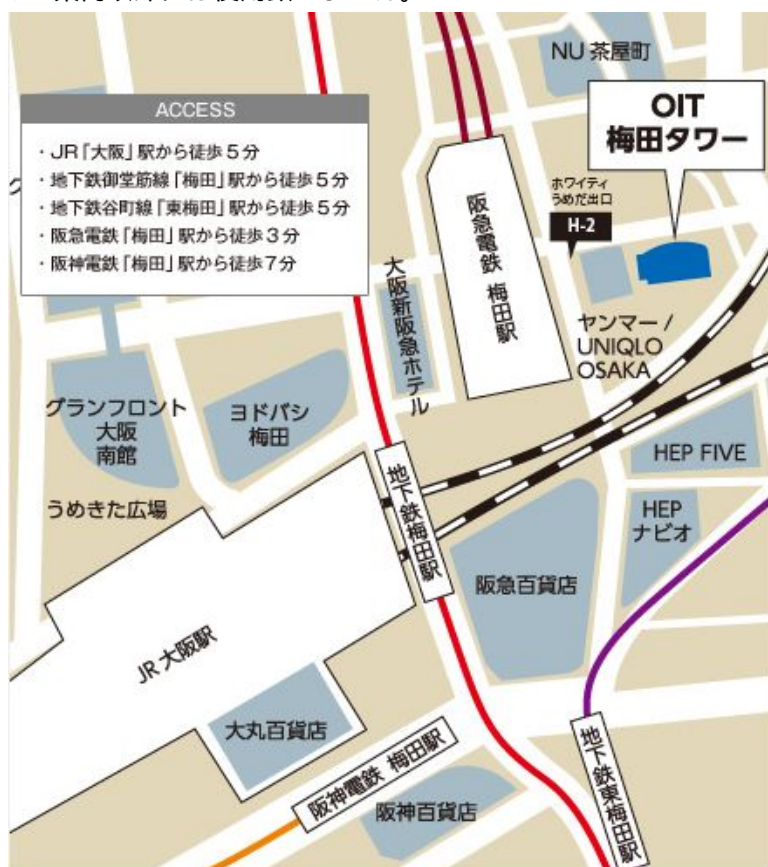 NU 茶屋町
ACCESS
・JR「大阪」駅から徒歩5分
・地下鉄御堂筋線「梅田」駅から徒歩5分
・地下鉄谷町線「東梅田」駅から徒歩5分
・阪急電鉄「梅田」駅から徒歩3分
・阪神電鉄「梅田」駅から徒歩7分
OIT
梅田タワー
ホワイティ
うめだ出口
H-2
阪急電鉄 梅田駅
大阪新阪急ホテル
ヤンマー /
UNIQLO
OSAKA
グランフロント
大阪
南館
ヨドバシ
梅田
HEP FIVE
うめきた広場
地下鉄梅田駅
HEP
ナビオ
阪急百貨店
JR 大阪駅
大丸百貨店
阪神電鉄 梅田駅
地下鉄東梅田駅
阪神百貨店